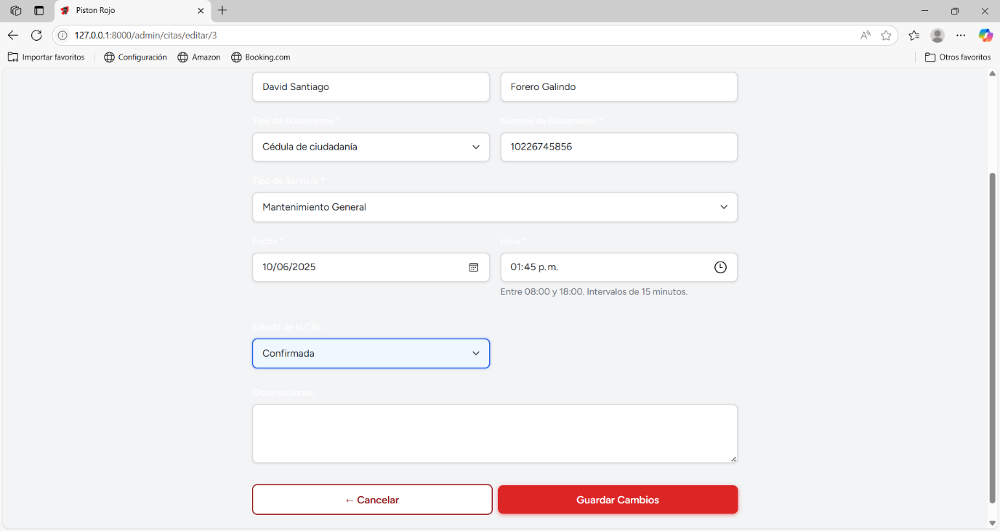 Piston Rojo
127.0.0.1:8000/admin/citas/editar/3
Importar favoritos Configuración Amazon Booking.com Otros favoritos
David Santiago Forero Galindo
Tipo de Documento * Número de Documento *
Cédula de ciudadanía 10226745856
Tipo de Servicio *
Mantenimiento General
Fecha * Hora *
10/06/2025 01:45 p. m.
Entre 08:00 y 18:00. Intervalos de 15 minutos.
Estado de la Cita
Confirmada
Observaciones
← Cancelar Guardar Cambios